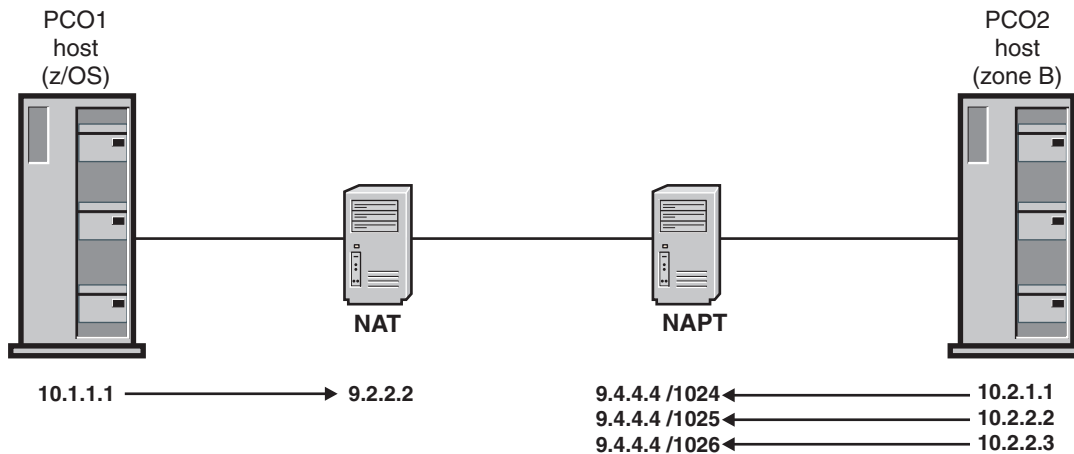 PCO1
host
(z/OS)
PCO2
host
(zone B)
NAT
NAPT
10.1.1.1
9.2.2.2
9.4.4.4 /1024
10.2.1.1
9.4.4.4 /1025
10.2.2.2
9.4.4.4 /1026
10.2.2.3